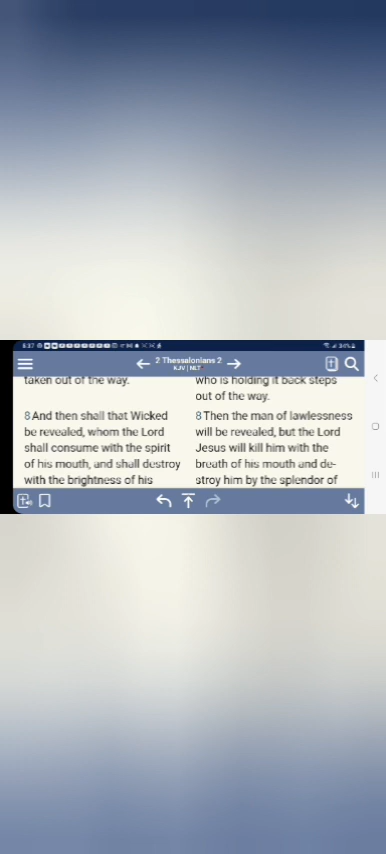 2 Thessalonians 2
KJV | NLT
taken out of the way.
8 And then shall that Wicked
be revealed, whom the Lord
shall consume with the spirit
of his mouth, and shall destroy
with the brightness of his
who is holding it back steps
out of the way.
8 Then the man of lawlessness
will be revealed, but the Lord
Jesus will kill him with the
breath of his mouth and de-
stroy him by the splendor of